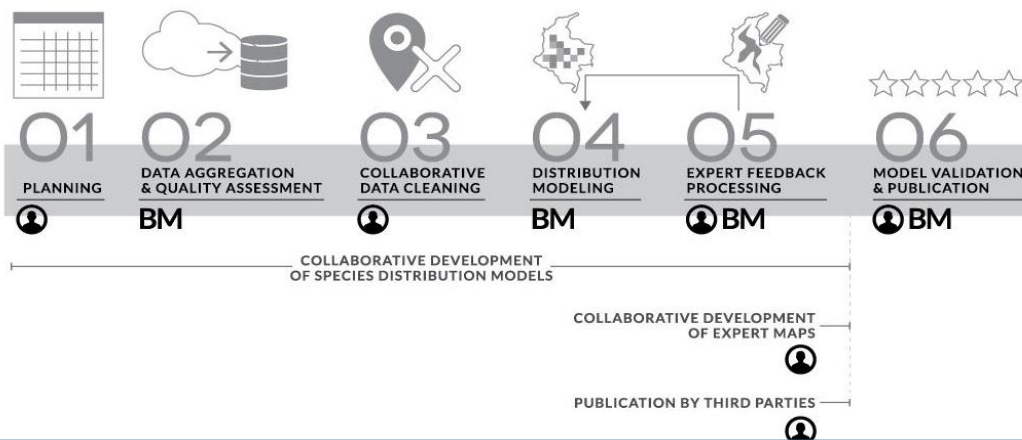 01
PLANNING
02
DATA AGGREGATION
& QUALITY ASSESSMENT
BM
03
COLLABORATIVE
DATA CLEANING
04
DISTRIBUTION
MODELING
BM
05
EXPERT FEEDBACK
PROCESSING
BM
06
MODEL VALIDATION
& PUBLICATION
BM
COLLABORATIVE DEVELOPMENT
OF SPECIES DISTRIBUTION MODELS
COLLABORATIVE DEVELOPMENT
OF EXPERT MAPS
PUBLICATION BY THIRD PARTIES